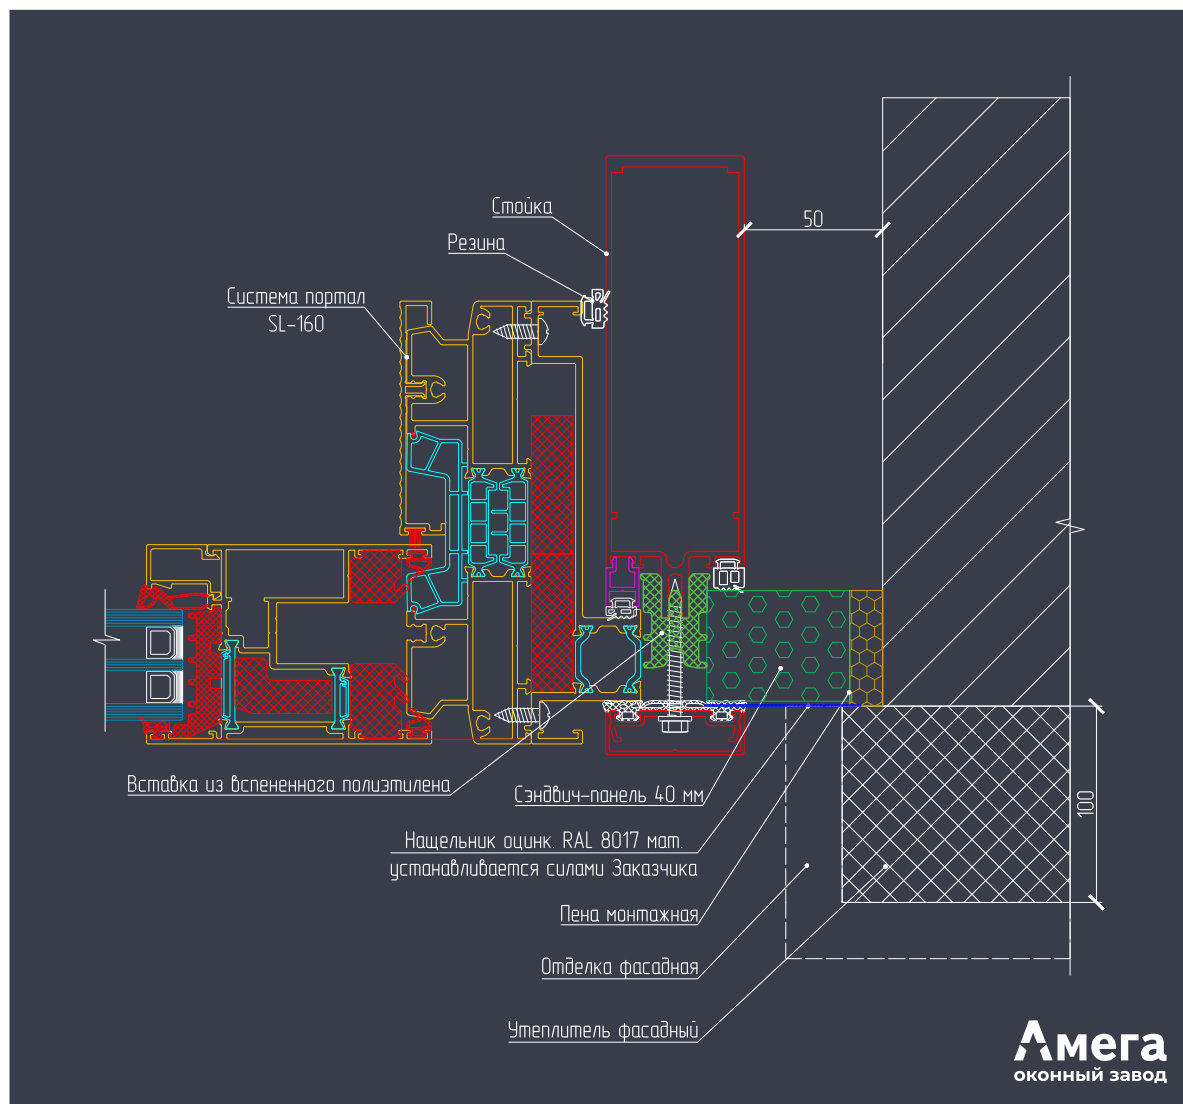 Стойка
50
Резина
Система портал
SL-160
Вставка из вспененного полиэтилена
Сэндвич-панель 40 мм
100
Нащельник оцинк. RAL 8017 мат.
устанавливается силами Заказчика
Пена монтажная
Отделка фасадная
Утеплитель фасадный
Амега
оконный завод